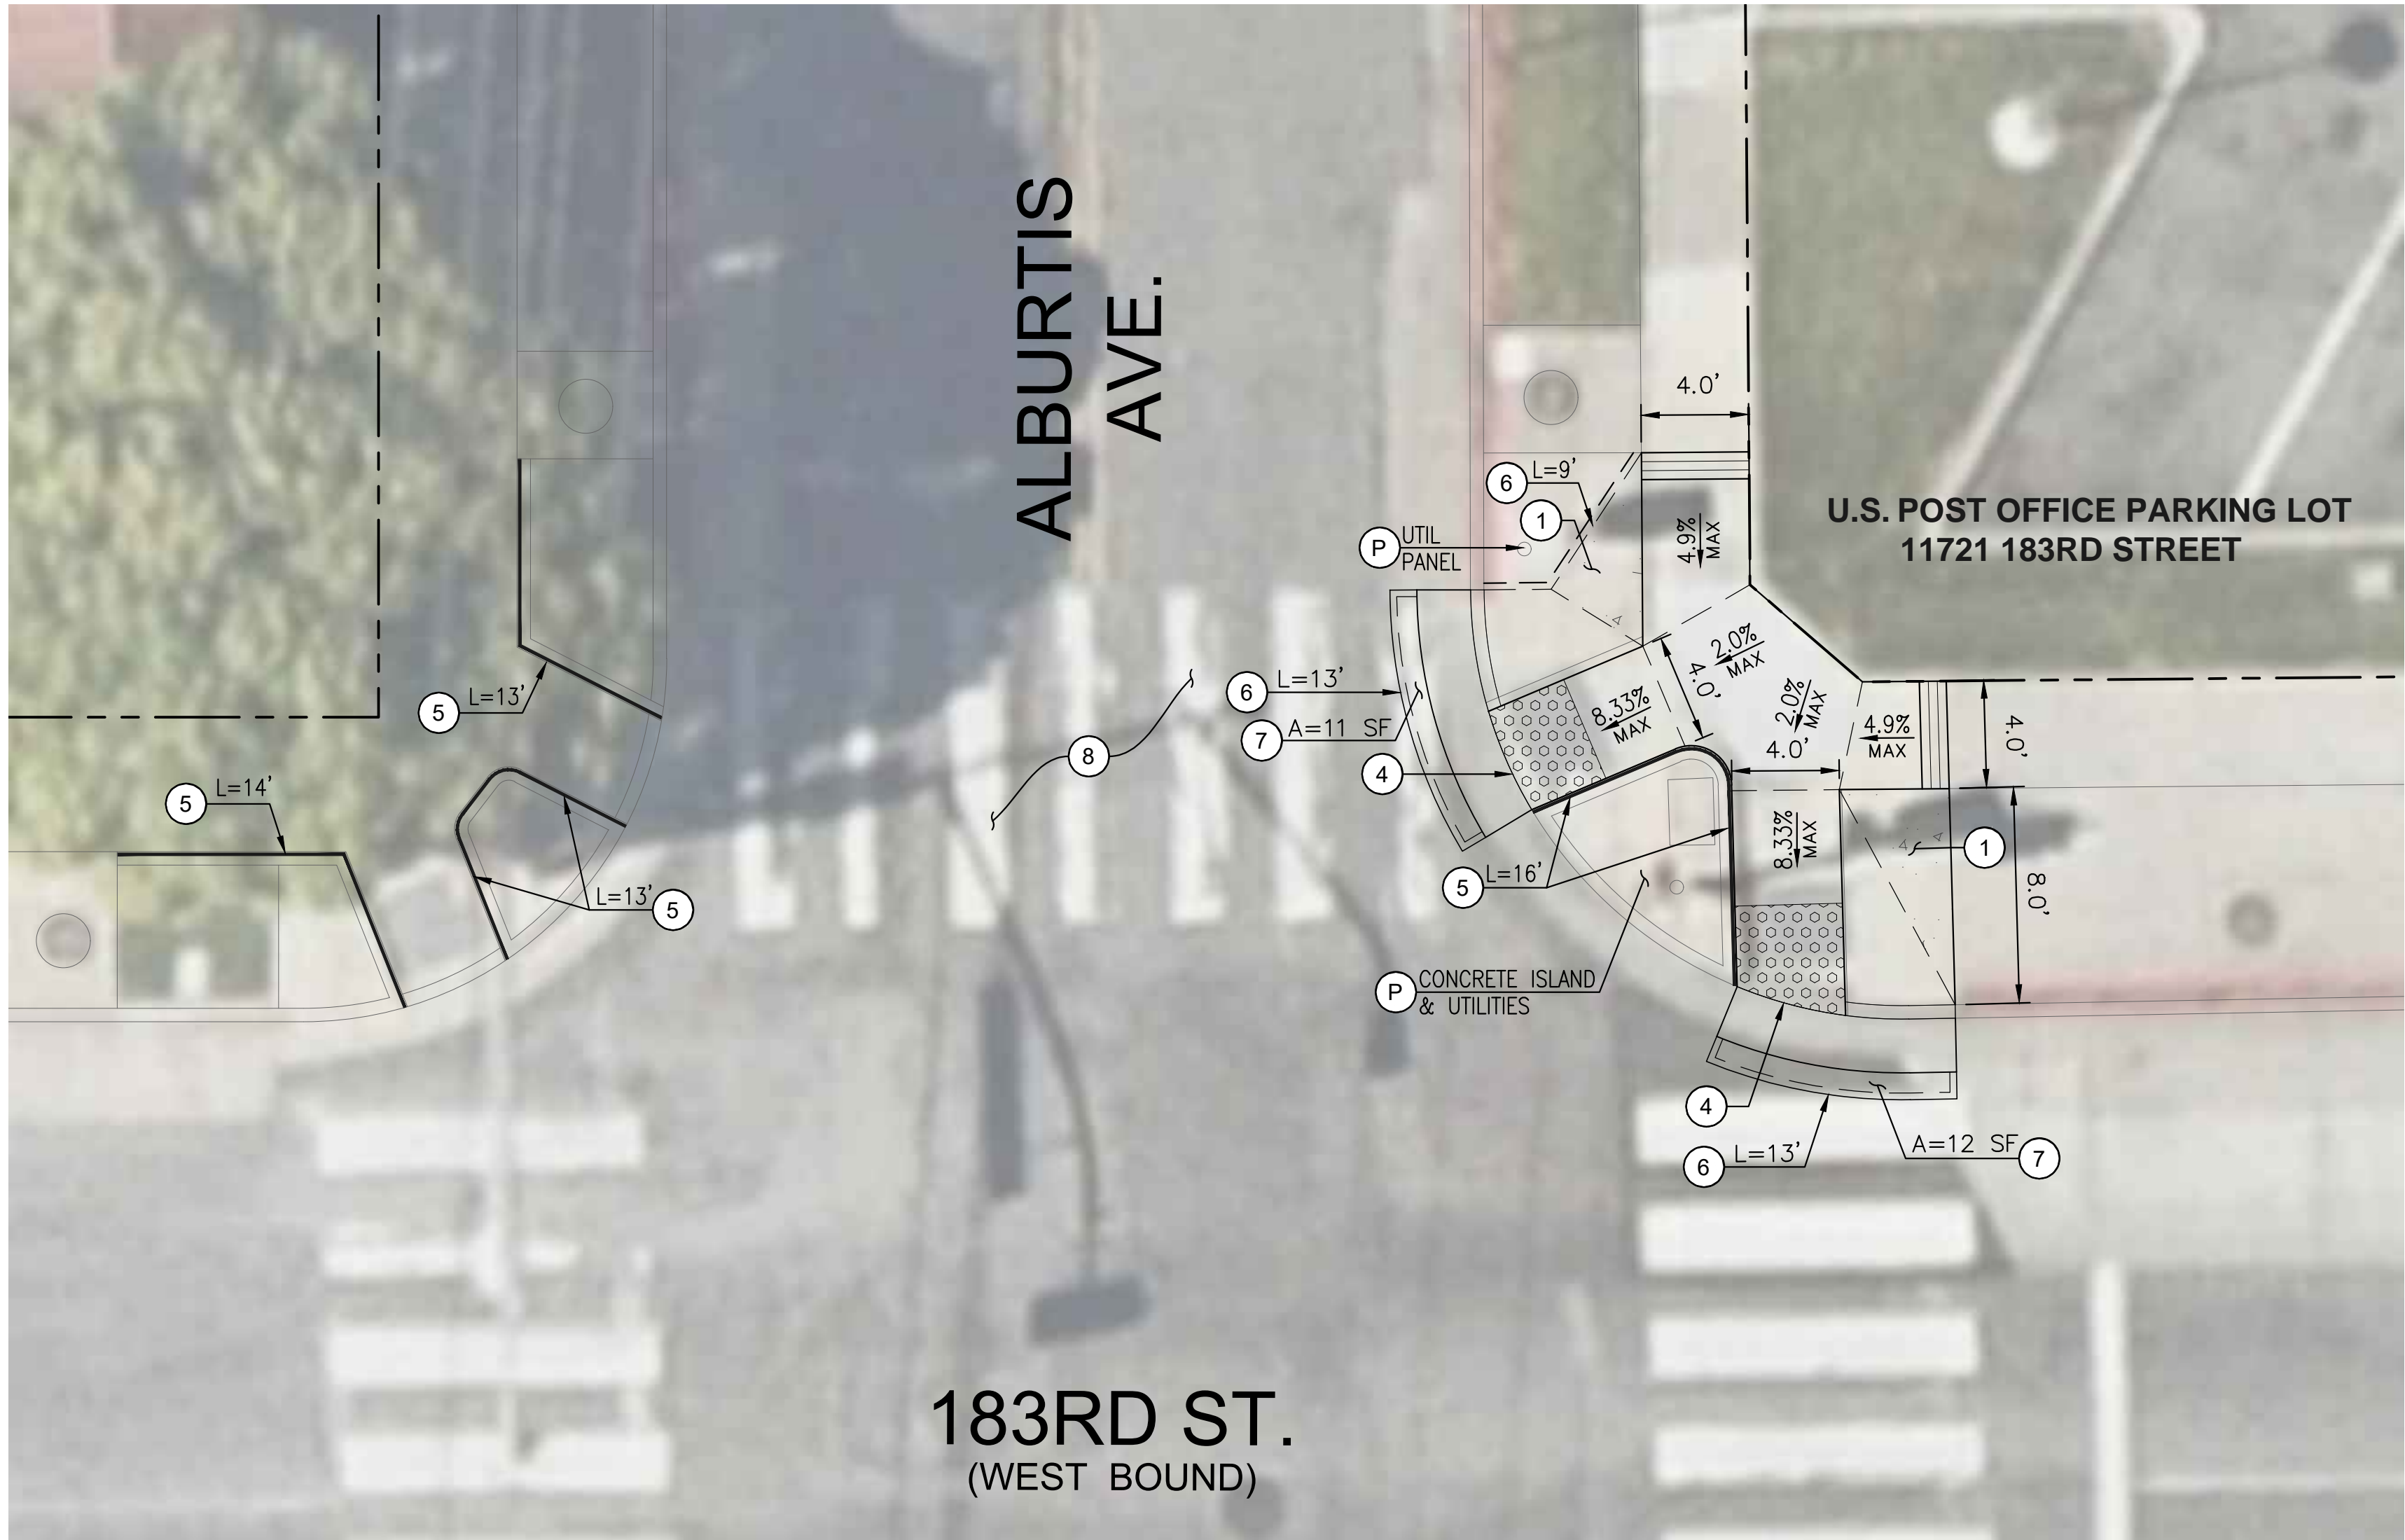 ALBURTIS
AVE.
4.0'
6 L=9'
1
P UTIL
PANEL
4.9%
MAX
U.S. POST OFFICE PARKING LOT
11721 183RD STREET
2.0%
MAX
4.0'
6 L=13'
7 A=11 SF
4
8.33%
MAX
2.0%
MAX
4.0'
4.9%
MAX
4.0'
5 L=13'
8
5 L=14'
L=13' 5
5 L=16'
8.33%
MAX
1
8.0'
P CONCRETE ISLAND
& UTILITIES
4
6 L=13'
A=12 SF 7
183RD ST.
(WEST BOUND)